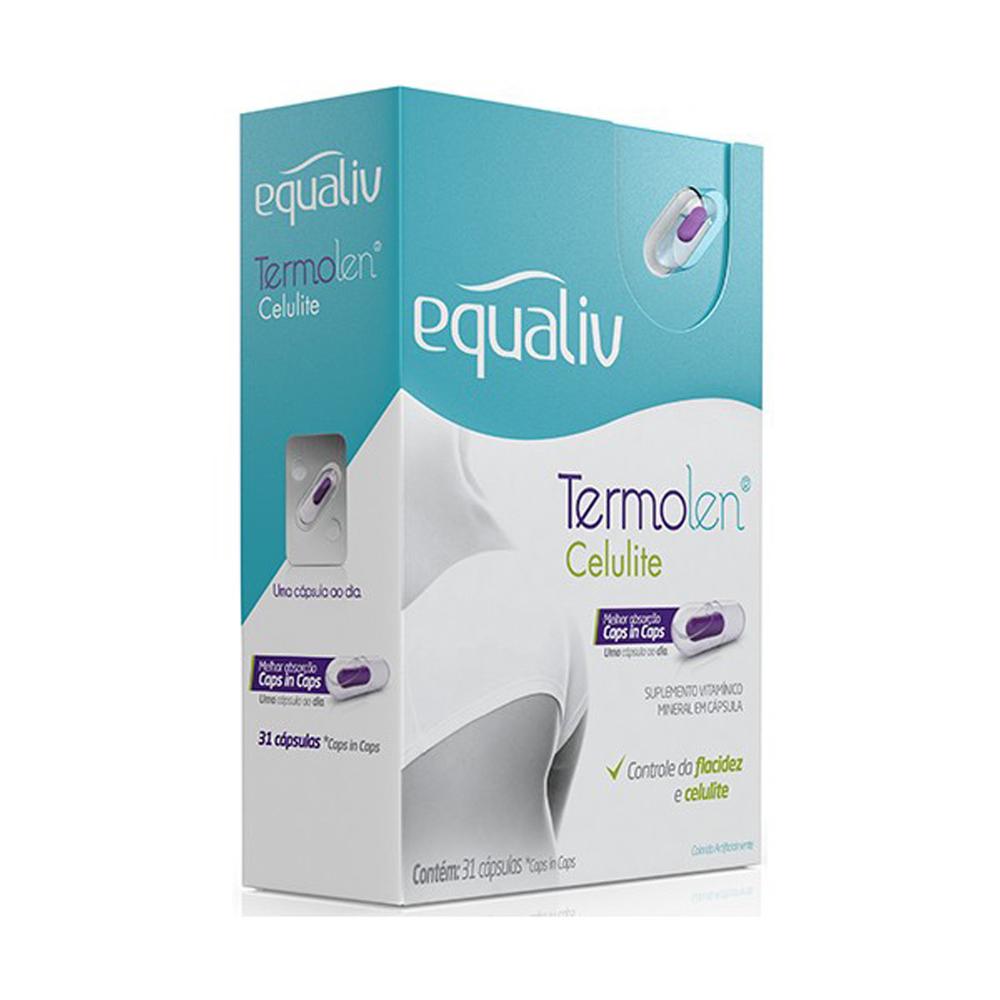 equaliv
Termolen®
Celulite
Uma cápsula ao dia.
Melhor absorção
Caps in Caps
Uma cápsula ao dia
31 cápsulas *Caps in Caps
equaliv
Termolen®
Celulite
Melhor absorção
Caps in Caps
Uma cápsula ao dia
SUPLEMENTO VITAMÍNICO
MINERAL EM CÁPSULA
Controle da flacidez
e celulite
Colorido Artificialmente
Contém: 31 cápsulas *Caps in Caps